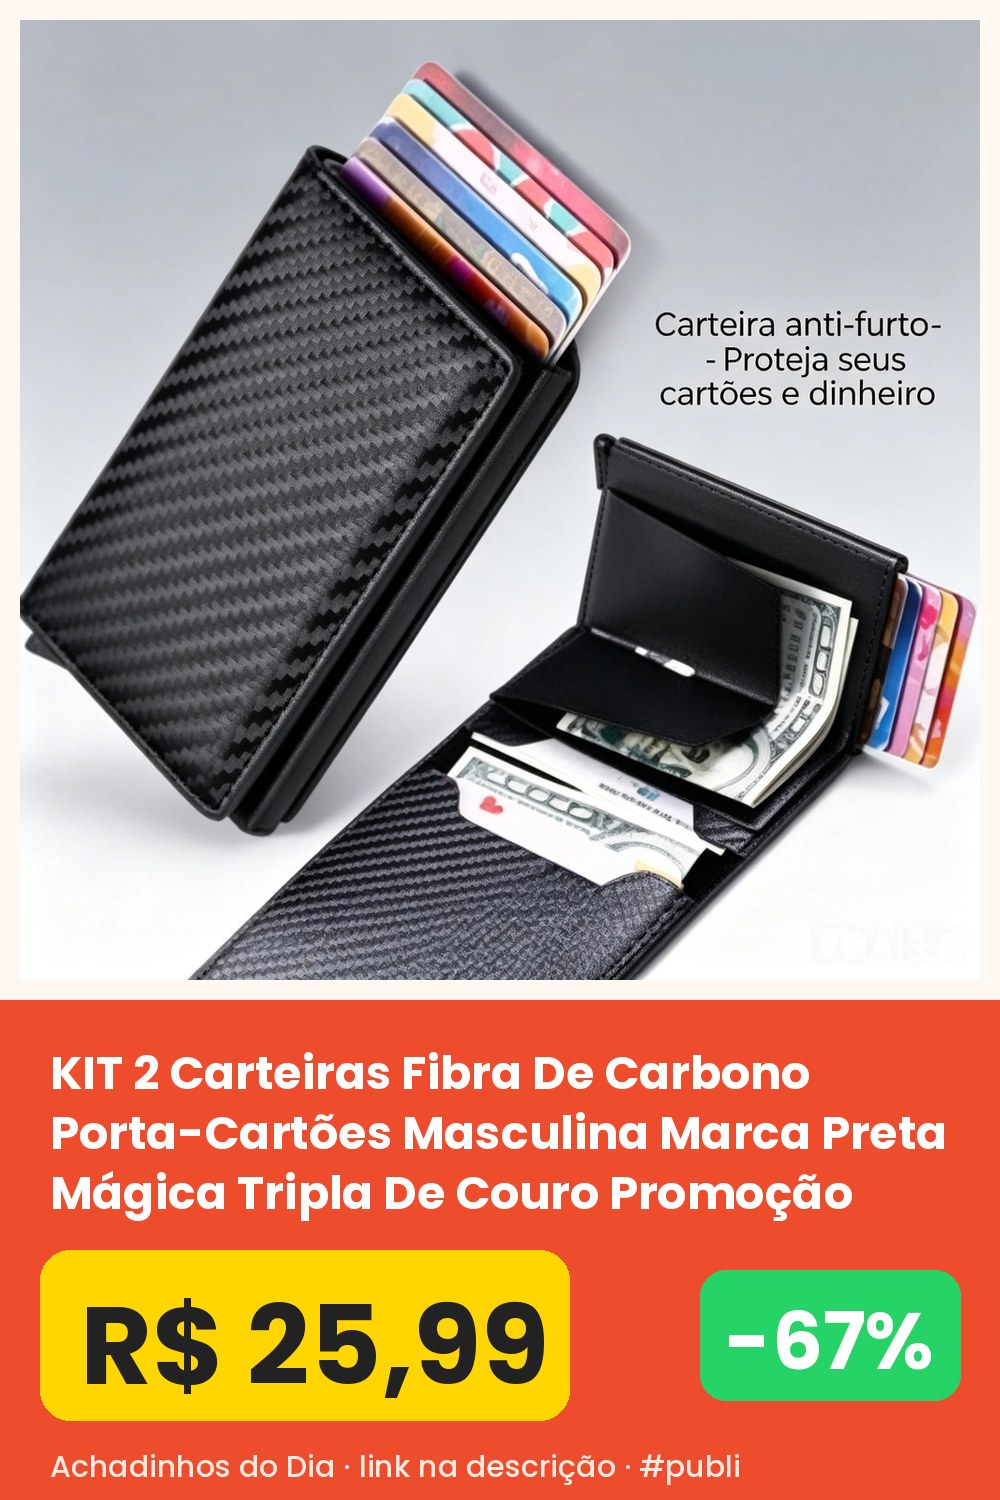 Carteira anti-furto-
- Proteja seus
cartões e dinheiro
KIT 2 Carteiras Fibra De Carbono
Porta-Cartões Masculina Marca Preta
Mágica Tripla De Couro Promoção
R$ 25,99
-67%
Achadinhos do Dia · link na descrição · #publi